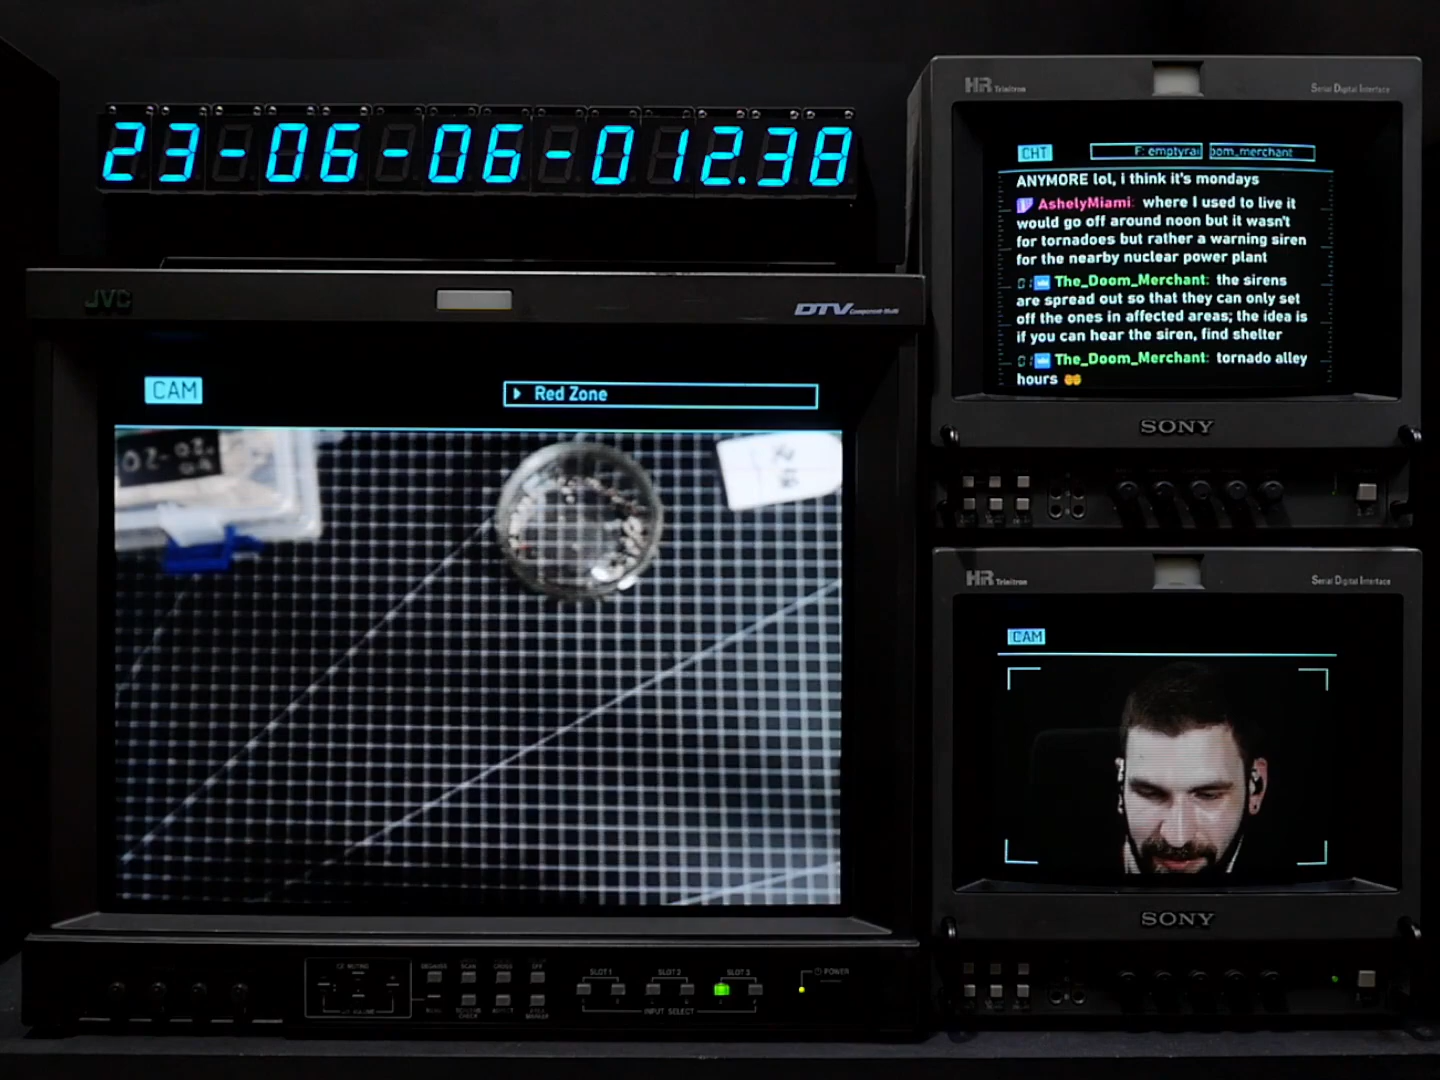 23-06-06-012.38
JVC
DTV Component Multi
CAM
Red Zone
02-02.
SLOT 1
SLOT 2
SLOT 3
INPUT SELECT
POWER
HR Trinitron
Serial Digital Interface
CHT
F: emptyrai
oom_merchant
ANYMORE lol, i think it's mondays
AshelyMiami: where I used to live it
would go off around noon but it wasn't
for tornadoes but rather a warning siren
for the nearby nuclear power plant
The_Doom_Merchant: the sirens
are spread out so that they can only set
off the ones in affected areas; the idea is
if you can hear the siren, find shelter
The_Doom_Merchant: tornado alley
hours
SONY
HR Trinitron
Serial Digital Interface
CAM
SONY